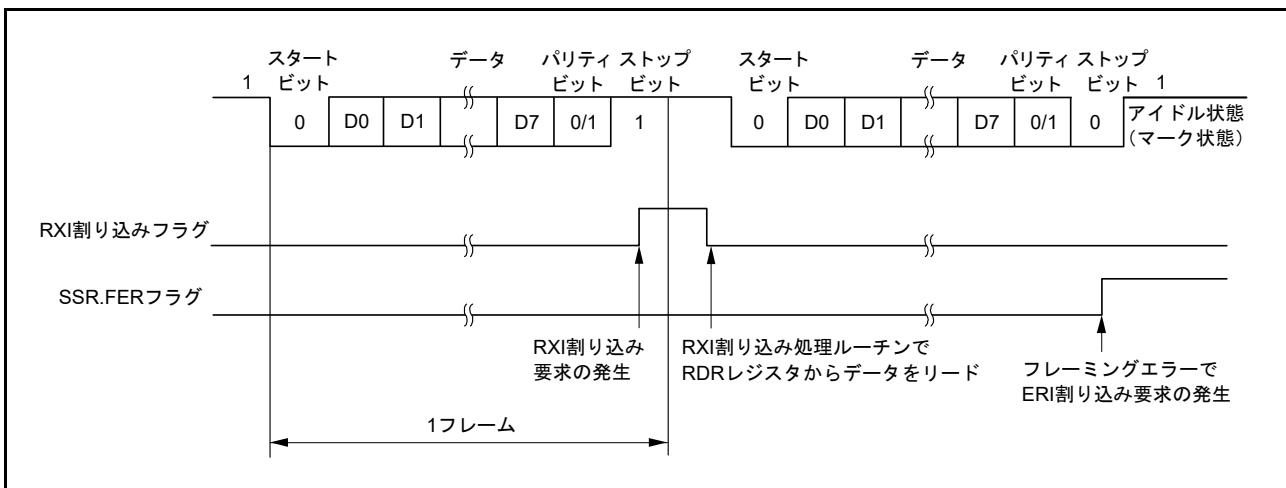 スタート
ビット
データ
パリティ
ビット
ストップ
ビット
スタート
ビット
データ
パリティ
ビット
ストップ
ビット
1
1
0 D0 D1 D7 0/1 1 0 D0 D1 D7 0/1 0
アイドル状態
(マーク状態)
RXI割り込みフラグ
SSR.FERフラグ
RXI割り込み
要求の発生
RXI割り込み処理ルーチンで
RDRレジスタからデータをリード
フレーミングエラーで
ERI割り込み要求の発生
1フレーム